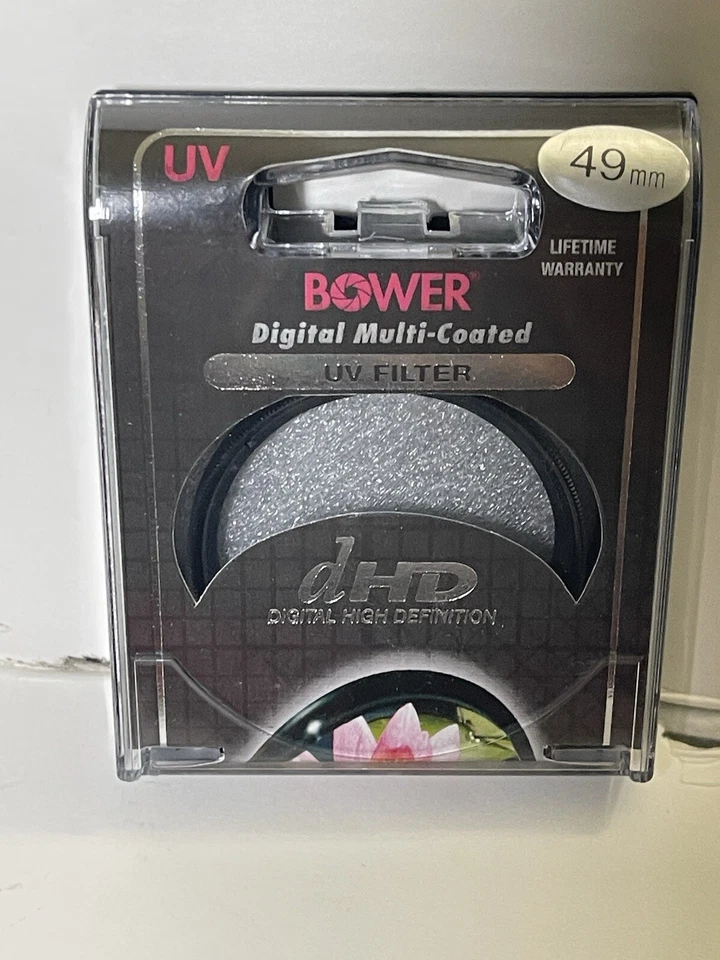 UV
49mm
LIFETIME
WARRANTY
BOWER®
Digital Multi-Coated
UV FILTER
dHD
DIGITAL HIGH DEFINITION